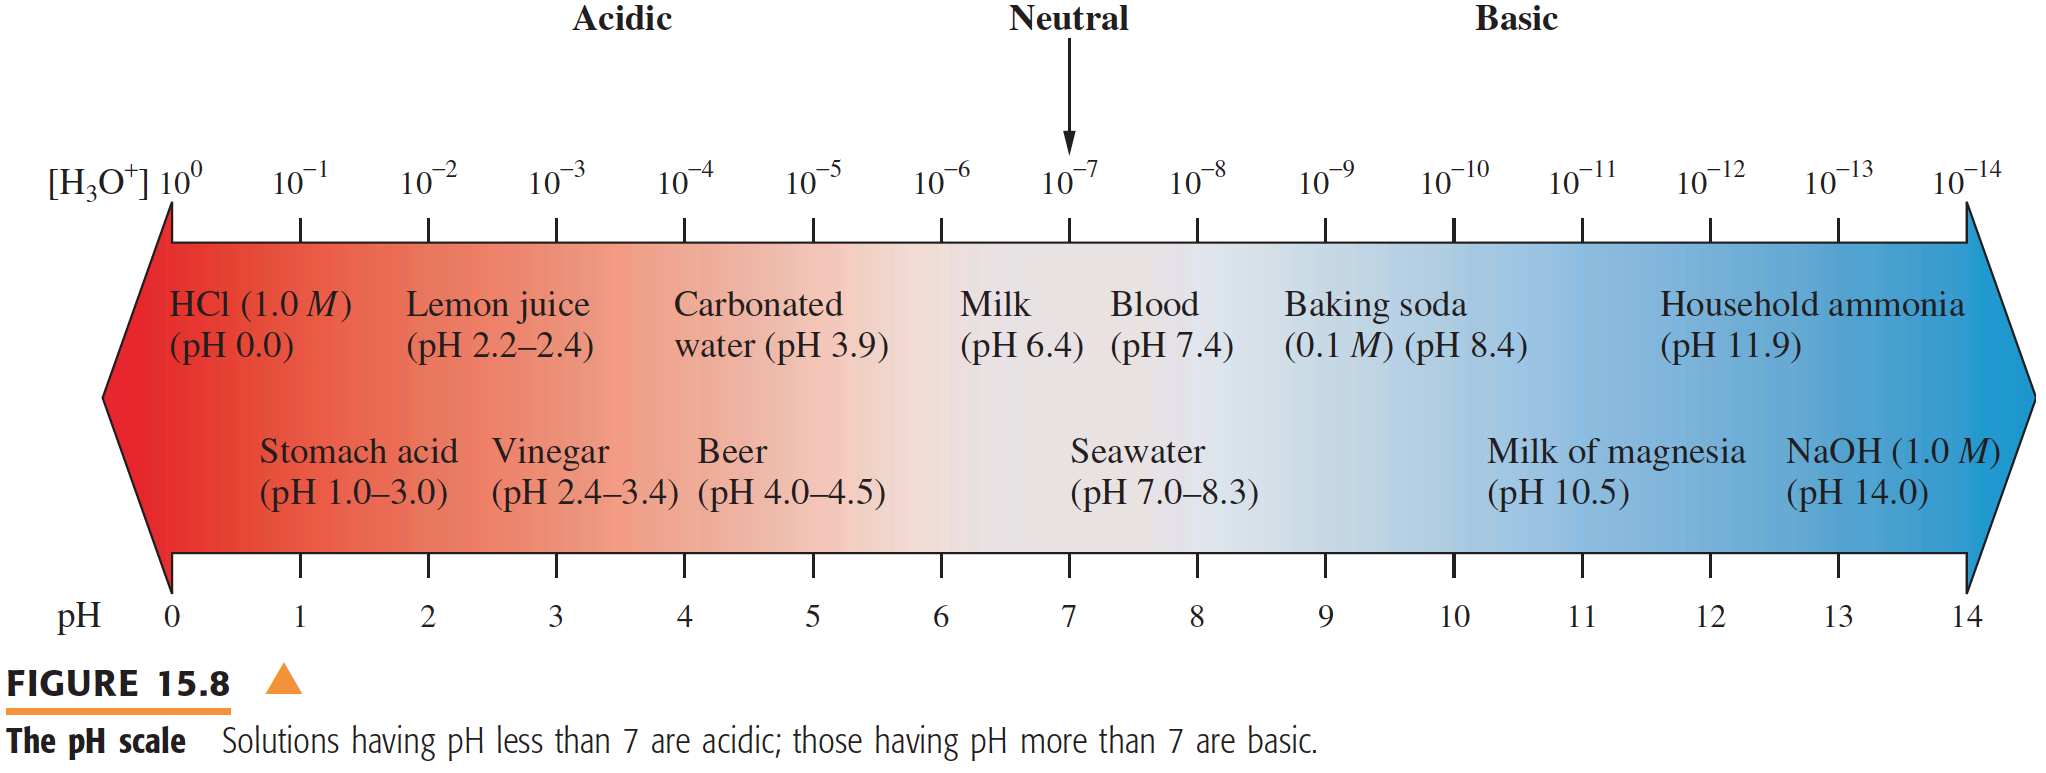 Acidic Neutral Basic
[H₃O⁺] 10⁰ 10⁻¹ 10⁻² 10⁻³ 10⁻⁴ 10⁻⁵ 10⁻⁶ 10⁻⁷ 10⁻⁸ 10⁻⁹ 10⁻¹⁰ 10⁻¹¹ 10⁻¹² 10⁻¹³ 10⁻¹⁴
HCl (1.0 M) Lemon juice Carbonated Milk Blood Baking soda Household ammonia
(pH 0.0) (pH 2.2–2.4) water (pH 3.9) (pH 6.4) (pH 7.4) (0.1 M) (pH 8.4) (pH 11.9)
Stomach acid Vinegar Beer Seawater Milk of magnesia NaOH (1.0 M)
(pH 1.0–3.0) (pH 2.4–3.4) (pH 4.0–4.5) (pH 7.0–8.3) (pH 10.5) (pH 14.0)
pH 0 1 2 3 4 5 6 7 8 9 10 11 12 13 14
FIGURE 15.8
The pH scale Solutions having pH less than 7 are acidic; those having pH more than 7 are basic.